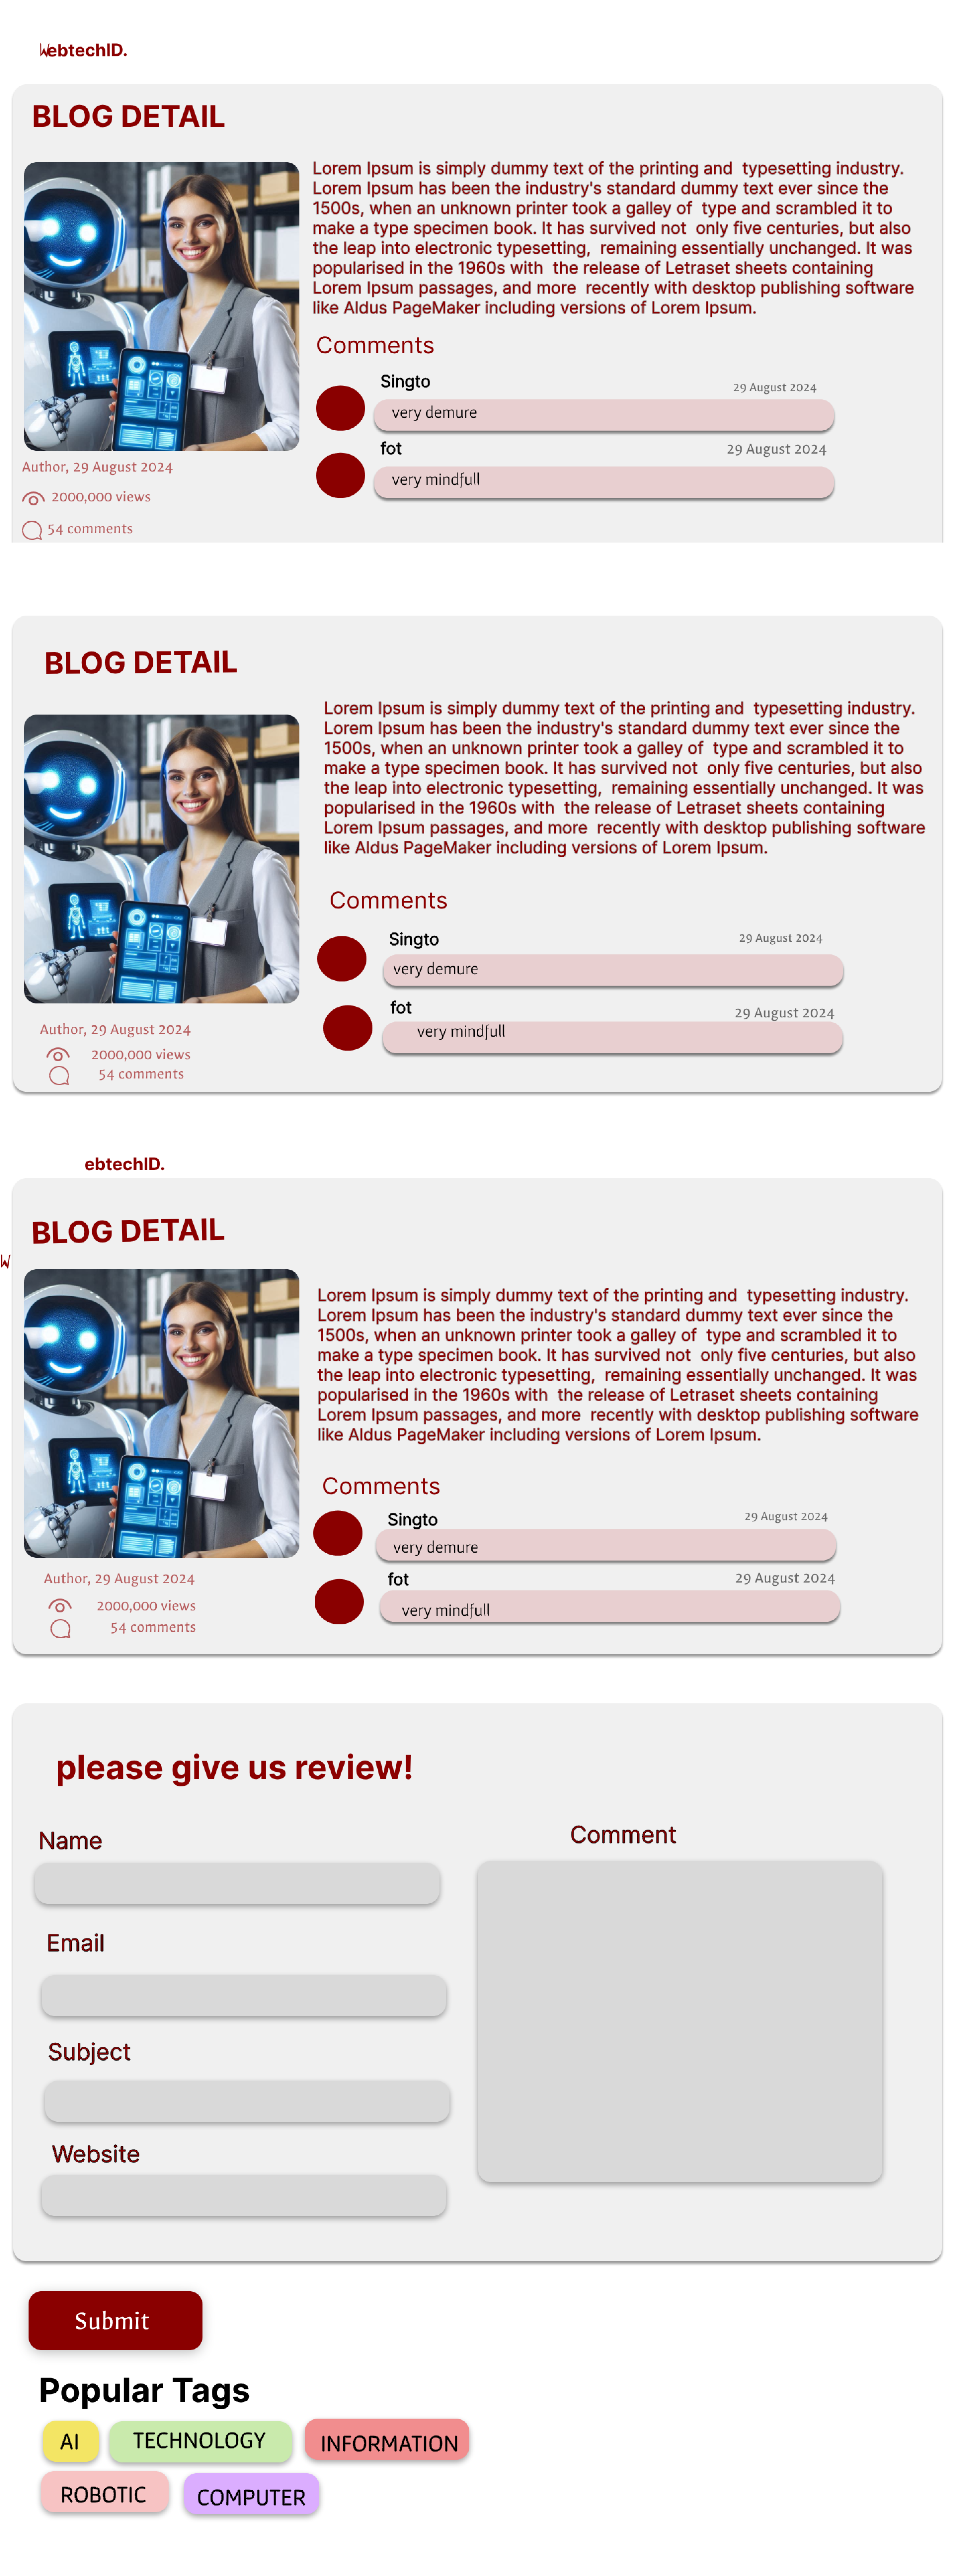 WebtechID.
BLOG DETAIL
Lorem Ipsum is simply dummy text of the printing and typesetting industry.
Lorem Ipsum has been the industry's standard dummy text ever since the
1500s, when an unknown printer took a galley of type and scrambled it to
make a type specimen book. It has survived not only five centuries, but also
the leap into electronic typesetting, remaining essentially unchanged. It was
popularised in the 1960s with the release of Letraset sheets containing
Lorem Ipsum passages, and more recently with desktop publishing software
like Aldus PageMaker including versions of Lorem Ipsum.
Comments
Singto 29 August 2024
very demure
fot 29 August 2024
very mindfull
Author, 29 August 2024
2000,000 views
54 comments
BLOG DETAIL
Lorem Ipsum is simply dummy text of the printing and typesetting industry.
Lorem Ipsum has been the industry's standard dummy text ever since the
1500s, when an unknown printer took a galley of type and scrambled it to
make a type specimen book. It has survived not only five centuries, but also
the leap into electronic typesetting, remaining essentially unchanged. It was
popularised in the 1960s with the release of Letraset sheets containing
Lorem Ipsum passages, and more recently with desktop publishing software
like Aldus PageMaker including versions of Lorem Ipsum.
Comments
Singto 29 August 2024
very demure
fot 29 August 2024
very mindfull
Author, 29 August 2024
2000,000 views
54 comments
ebtechID.
BLOG DETAIL
W
Lorem Ipsum is simply dummy text of the printing and typesetting industry.
Lorem Ipsum has been the industry's standard dummy text ever since the
1500s, when an unknown printer took a galley of type and scrambled it to
make a type specimen book. It has survived not only five centuries, but also
the leap into electronic typesetting, remaining essentially unchanged. It was
popularised in the 1960s with the release of Letraset sheets containing
Lorem Ipsum passages, and more recently with desktop publishing software
like Aldus PageMaker including versions of Lorem Ipsum.
Comments
Singto 29 August 2024
very demure
fot 29 August 2024
very mindfull
Author, 29 August 2024
2000,000 views
54 comments
please give us review!
Name
Comment
Email
Subject
Website
Submit
Popular Tags
AI TECHNOLOGY INFORMATION
ROBOTIC COMPUTER